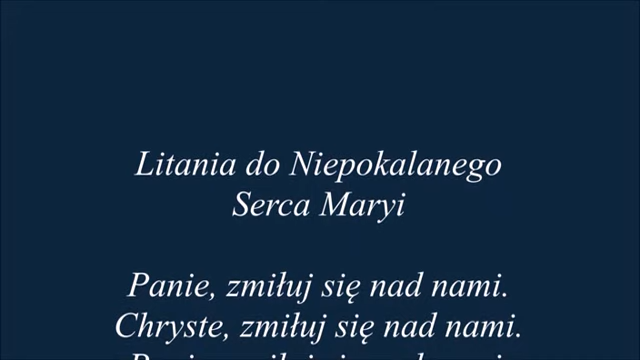 Litania do Niepokalanego
Serca Maryi
Panie, zmiłuj się nad nami.
Chryste, zmiłuj się nad nami.